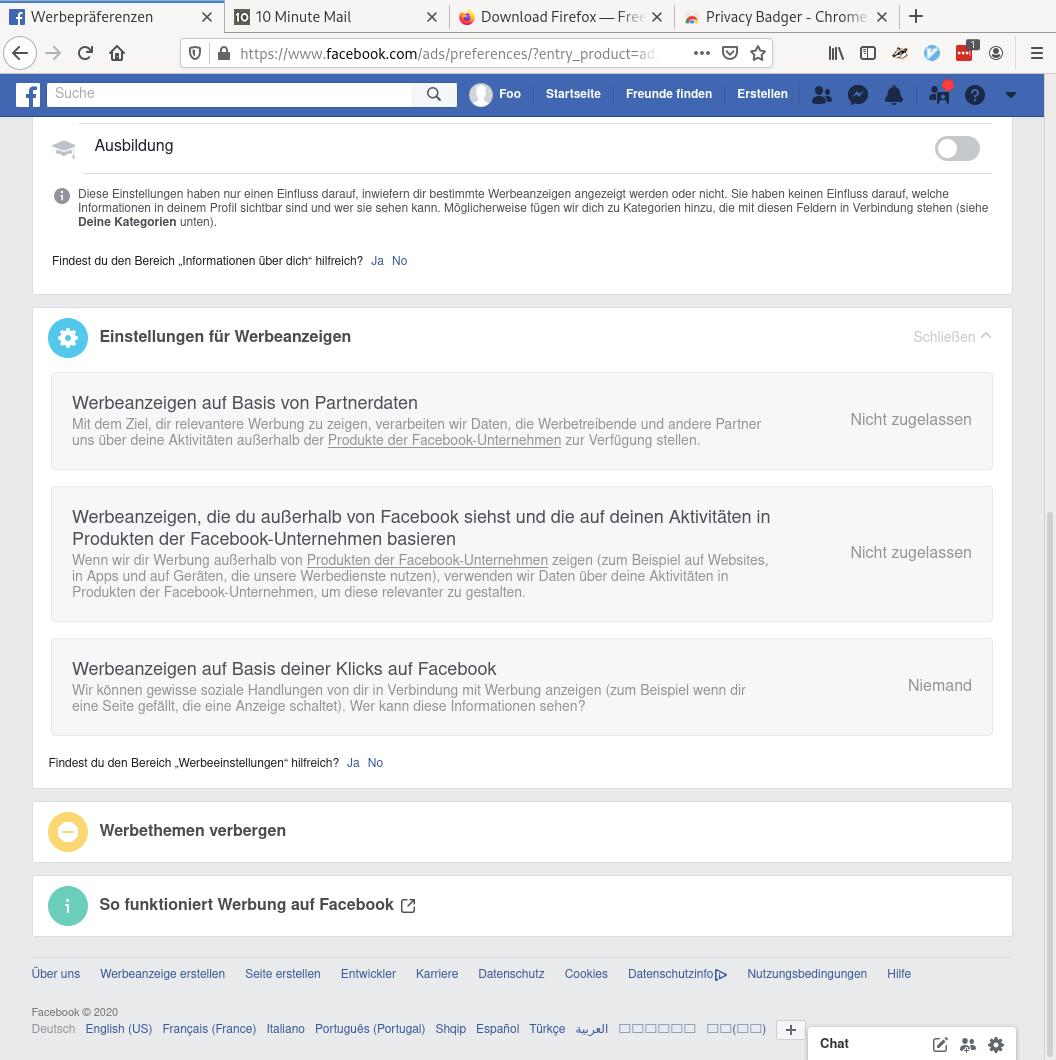 Werbepräferenzen
10 10 Minute Mail
Download Firefox — Free
Privacy Badger - Chrome
https://www.facebook.com/ads/preferences/?entry_product=ad
1
Suche
Foo
Startseite
Freunde finden
Erstellen
Ausbildung
Diese Einstellungen haben nur einen Einfluss darauf, inwiefern dir bestimmte Werbeanzeigen angezeigt werden oder nicht. Sie haben keinen Einfluss darauf, welche
Informationen in deinem Profil sichtbar sind und wer sie sehen kann. Möglicherweise fügen wir dich zu Kategorien hinzu, die mit diesen Feldern in Verbindung stehen (siehe
Deine Kategorien unten).
Findest du den Bereich „Informationen über dich“ hilfreich? Ja No
Einstellungen für Werbeanzeigen
Schließen
Werbeanzeigen auf Basis von Partnerdaten
Mit dem Ziel, dir relevantere Werbung zu zeigen, verarbeiten wir Daten, die Werbetreibende und andere Partner
uns über deine Aktivitäten außerhalb der Produkte der Facebook-Unternehmen zur Verfügung stellen.
Nicht zugelassen
Werbeanzeigen, die du außerhalb von Facebook siehst und die auf deinen Aktivitäten in
Produkten der Facebook-Unternehmen basieren
Wenn wir dir Werbung außerhalb von Produkten der Facebook-Unternehmen zeigen (zum Beispiel auf Websites,
in Apps und auf Geräten, die unsere Werbedienste nutzen), verwenden wir Daten über deine Aktivitäten in
Produkten der Facebook-Unternehmen, um diese relevanter zu gestalten.
Nicht zugelassen
Werbeanzeigen auf Basis deiner Klicks auf Facebook
Wir können gewisse soziale Handlungen von dir in Verbindung mit Werbung anzeigen (zum Beispiel wenn dir
eine Seite gefällt, die eine Anzeige schaltet). Wer kann diese Informationen sehen?
Niemand
Findest du den Bereich „Werbeeinstellungen“ hilfreich? Ja No
Werbethemen verbergen
So funktioniert Werbung auf Facebook
Über uns Werbeanzeige erstellen Seite erstellen Entwickler Karriere Datenschutz Cookies Datenschutzinfo Nutzungsbedingungen Hilfe
Facebook © 2020
Deutsch English (US) Français (France) Italiano Português (Portugal) Shqip Español Türkçe العربية
Chat